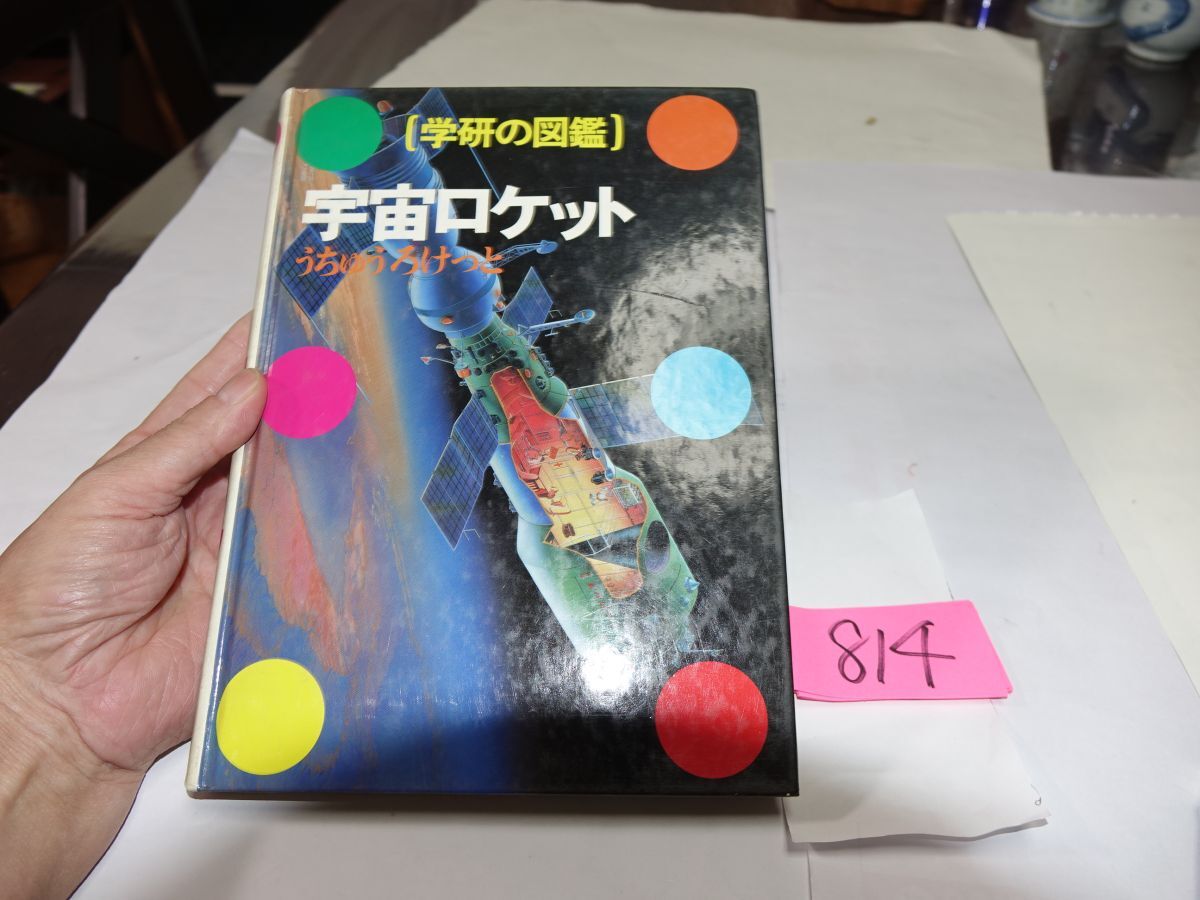 〔学研の図鑑〕
宇宙ロケット
うちゅうろけっと
814